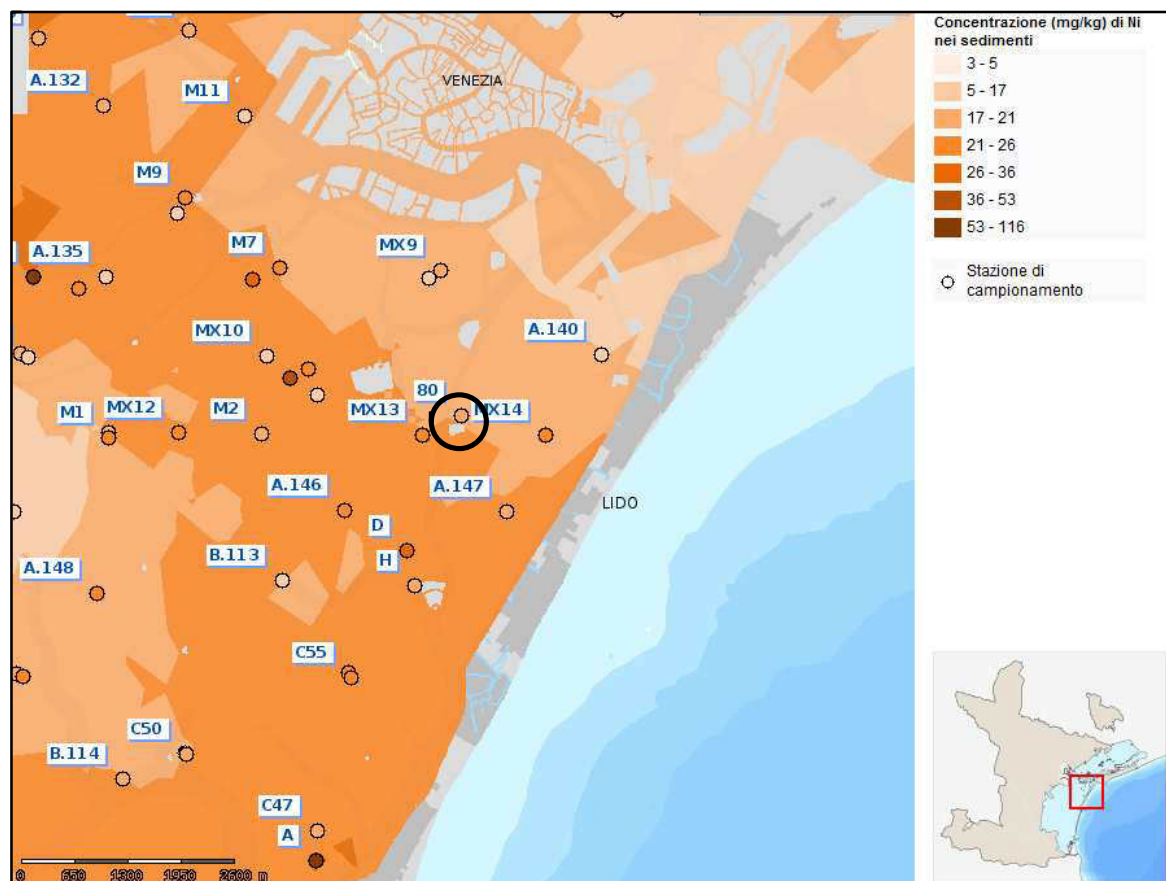 Concentrazione (mg/kg) di Ni
nei sedimenti
3 - 5
5 - 17
17 - 21
21 - 26
26 - 36
36 - 53
53 - 116
Stazione di
campionamento
VENEZIA
A.132
M11
M9
A.135
M7
MX9
MX10
A.140
80
M1
MX12
M2
MX13
MX14
A.146
A.147
LIDO
D
B.113
H
A.148
C55
C50
B.114
C47
A
0 650 1300 1950 2600 m